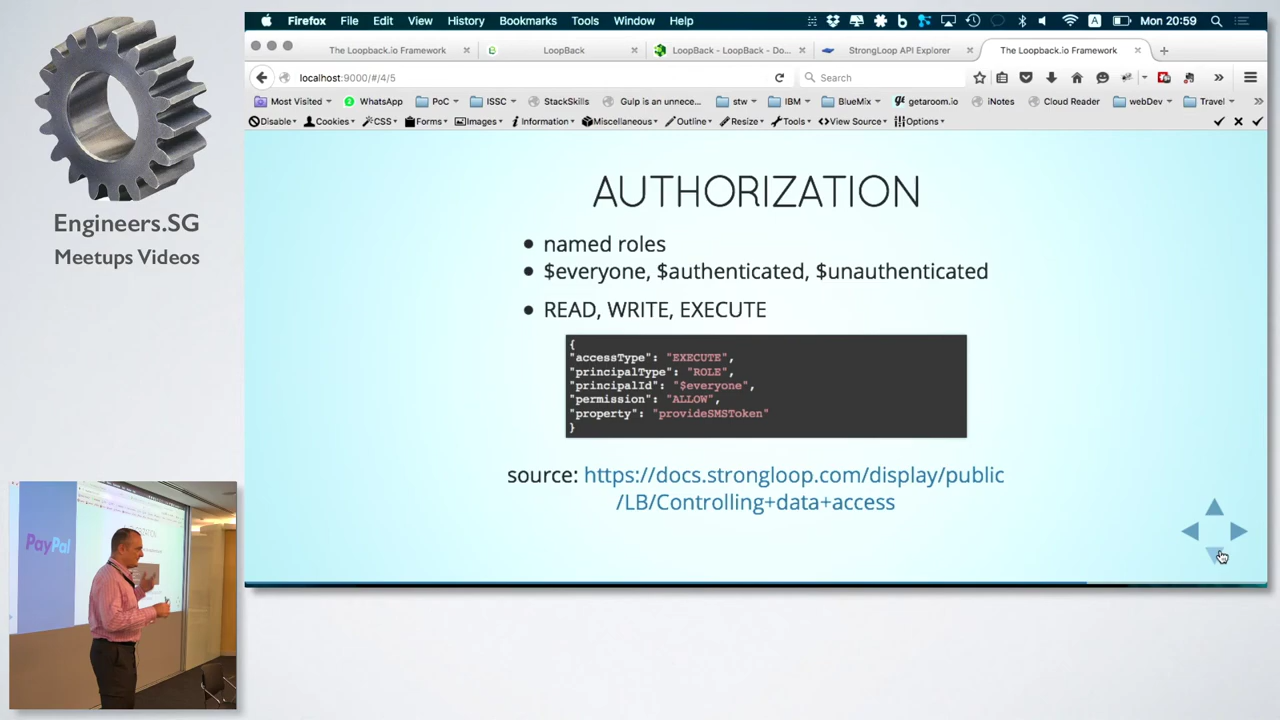 Engineers.SG
Meetups Videos
Firefox File Edit View History Bookmarks Tools Window Help
Mon 20:59
The Loopback.io Framework
LoopBack
LoopBack - LoopBack - Do...
StrongLoop API Explorer
The Loopback.io Framework
localhost:9000/#/4/5
Search
Most Visited WhatsApp PoC ISSC StackSkills Gulp is an unnece... stw IBM BlueMix getaroom.io iNotes Cloud Reader webDev Travel
Disable Cookies CSS Forms Images Information Miscellaneous Outline Resize Tools View Source Options
AUTHORIZATION
• named roles
• $everyone, $authenticated, $unauthenticated
• READ, WRITE, EXECUTE
{
"accessType": "EXECUTE",
"principalType": "ROLE",
"principalId": "$everyone",
"permission": "ALLOW",
"property": "provideSMSToken"
}
source: https://docs.strongloop.com/display/public
/LB/Controlling+data+access
PayPal